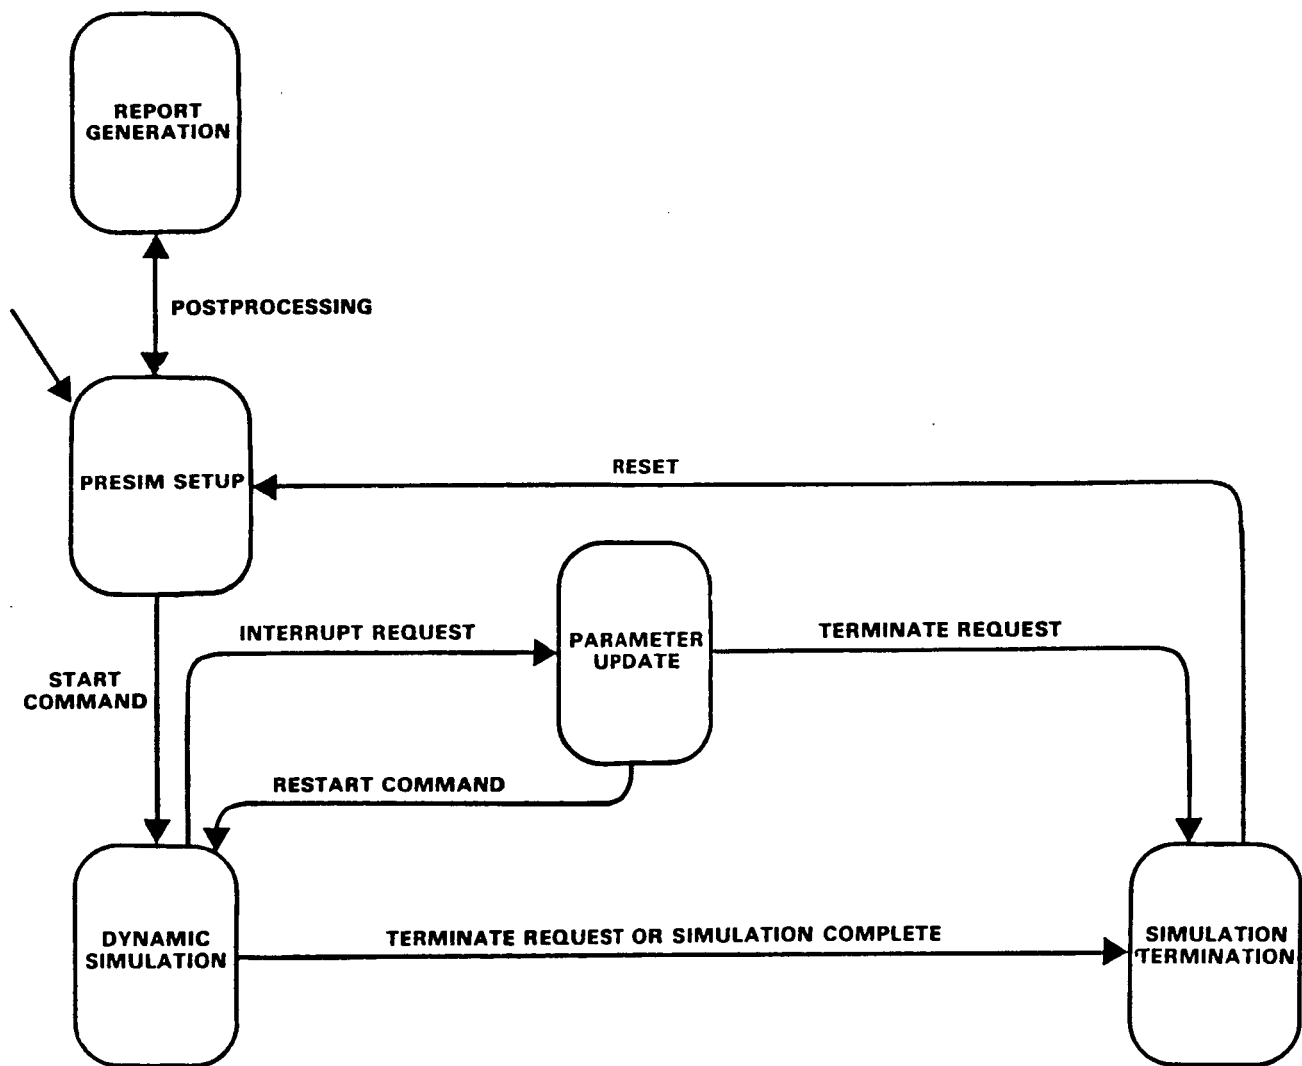 REPORT
GENERATION
POSTPROCESSING
PRESIM SETUP
RESET
INTERRUPT REQUEST
PARAMETER
UPDATE
TERMINATE REQUEST
START
COMMAND
RESTART COMMAND
DYNAMIC
SIMULATION
TERMINATE REQUEST OR SIMULATION COMPLETE
SIMULATION
TERMINATION